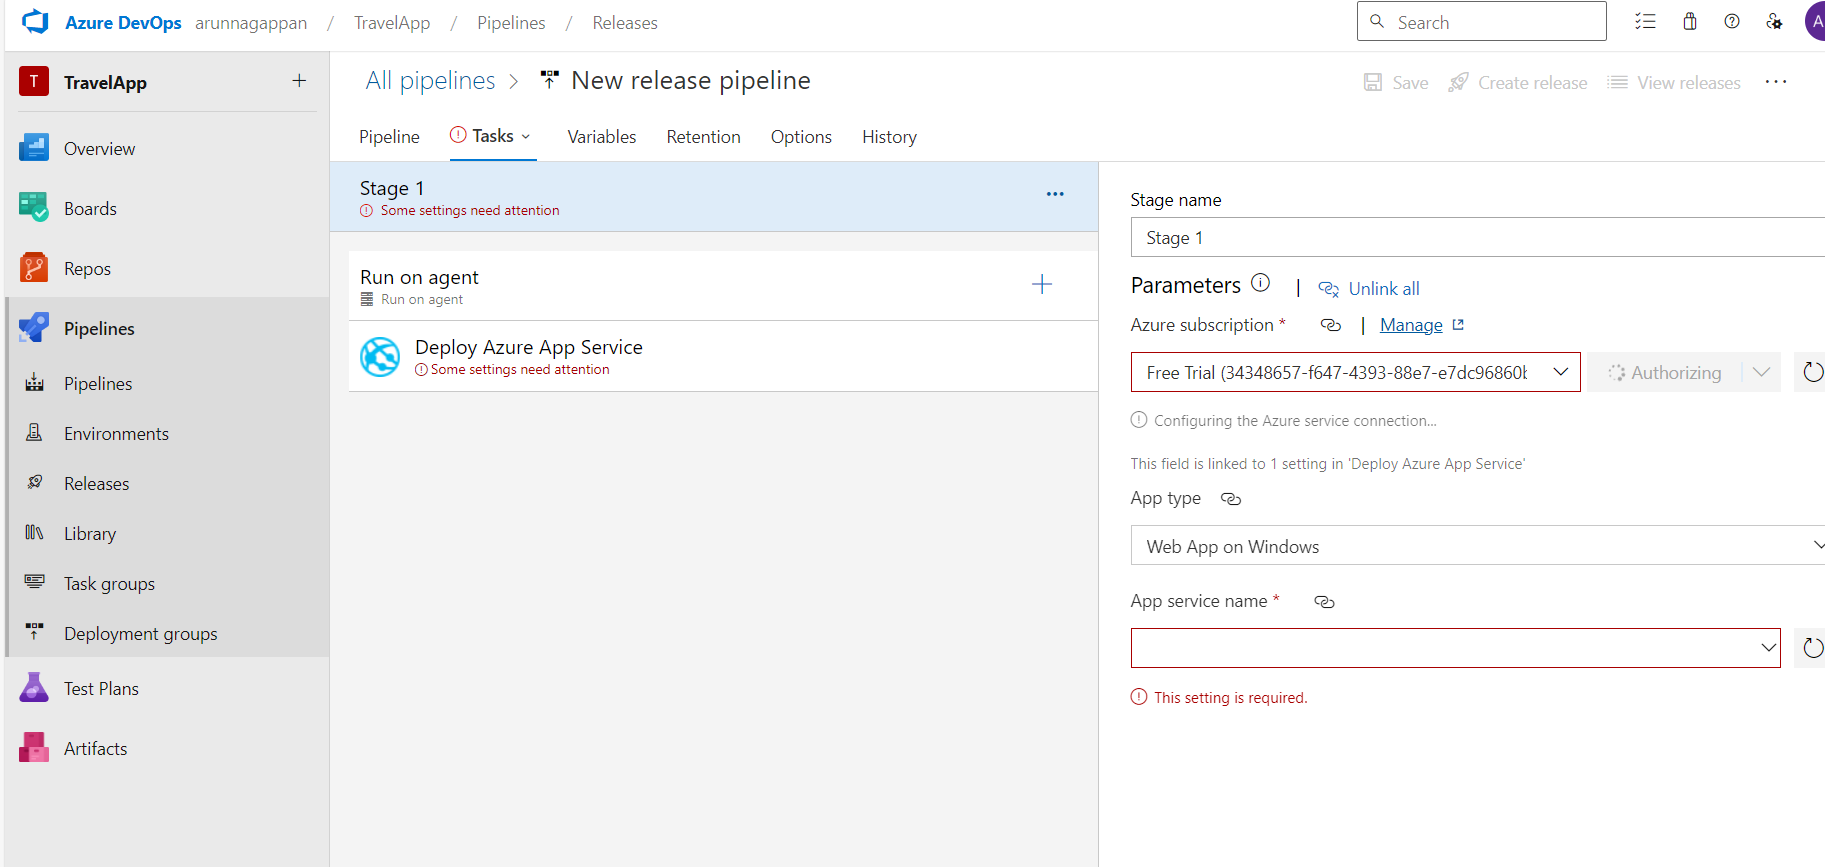 Azure DevOps arunnagappan / TravelApp / Pipelines / Releases
Search
A
T TravelApp +
Overview
Boards
Repos
Pipelines
Pipelines
Environments
Releases
Library
Task groups
Deployment groups
Test Plans
Artifacts
All pipelines > New release pipeline
Save Create release View releases ...
Pipeline Tasks Variables Retention Options History
Stage 1
Some settings need attention
Run on agent
Run on agent
Deploy Azure App Service
Some settings need attention
Stage name
Stage 1
Parameters | Unlink all
Azure subscription * | Manage
Free Trial (34348657-f647-4393-88e7-e7dc96860b
Authorizing
Configuring the Azure service connection...
This field is linked to 1 setting in 'Deploy Azure App Service'
App type
Web App on Windows
App service name *
This setting is required.